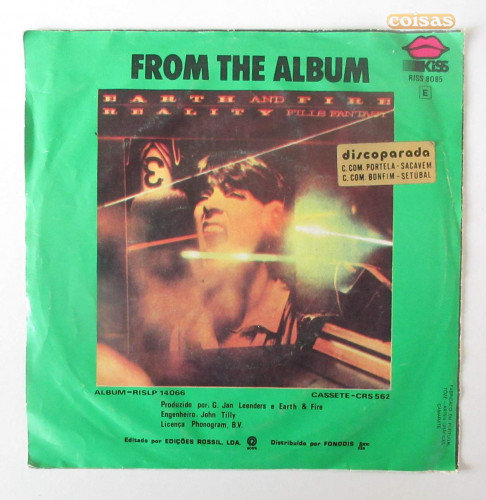 coisas
KISS
RISS 8085
E
FROM THE ALBUM
EARTH AND FIRE
REALITY FILLS FANTASY
discoparada
C. COM. PORTELA-SACAVÉM
C. COM. BONFIM-SETÚBAL
ALBUM-RISLP 14066
CASSETE-CRS 562
Produzido por: G. Jan Leanders e Earth & Fire
Engenheiro: John Tilly
Licença Phonogram, B.V.
Editado por EDIÇÕES ROSSIL, LDA.
Distribuido por FONODIS